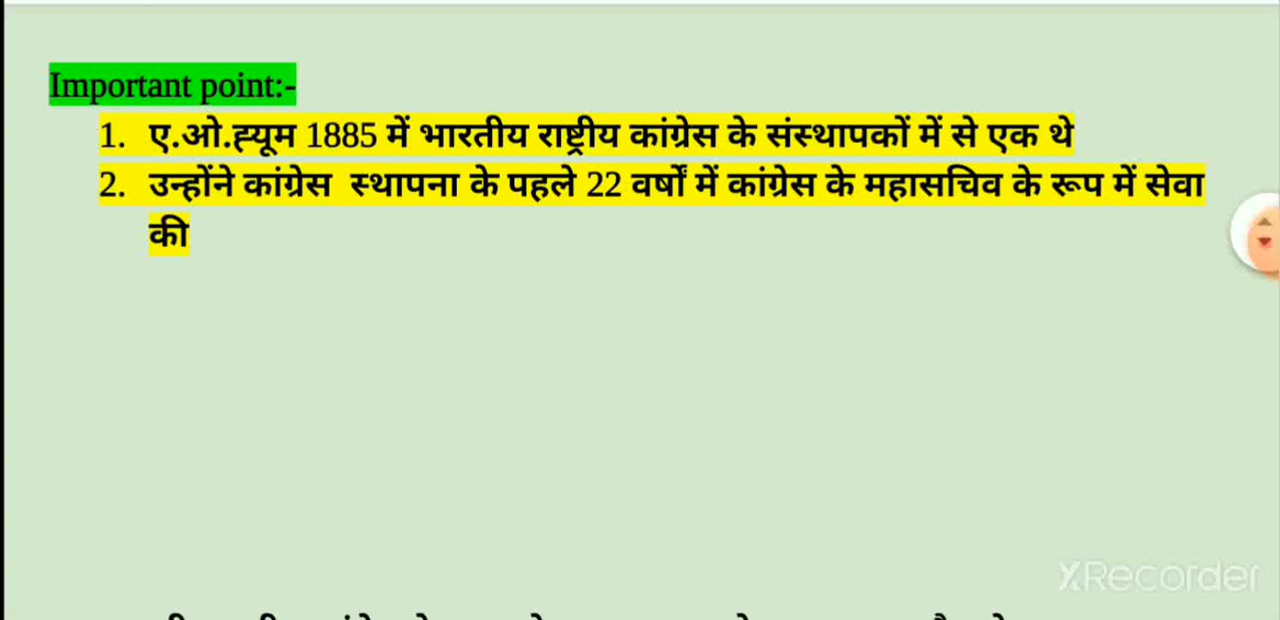 Important point:-
1. ए.ओ.ह्यूम 1885 में भारतीय राष्ट्रीय कांग्रेस के संस्थापकों में से एक थे
2. उन्होंने कांग्रेस स्थापना के पहले 22 वर्षों में कांग्रेस के महासचिव के रूप में सेवा
की
XRecorder